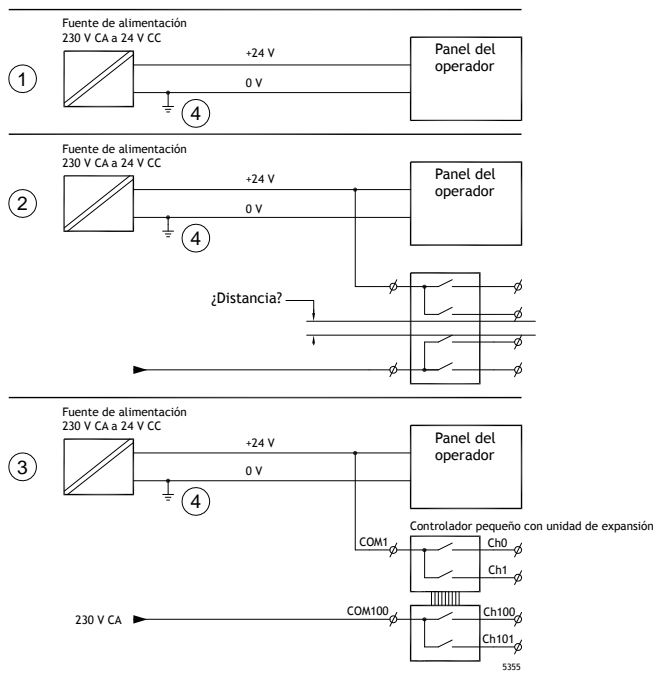 Fuente de alimentación
230 V CA a 24 V CC
+24 V
0 V
Panel del
operador
1
4
Fuente de alimentación
230 V CA a 24 V CC
+24 V
0 V
Panel del
operador
2
4
¿Distancia?
Fuente de alimentación
230 V CA a 24 V CC
+24 V
0 V
Panel del
operador
3
4
Controlador pequeño con unidad de expansión
COM1
Ch0
Ch1
230 V CA
COM100
Ch100
Ch101
5355